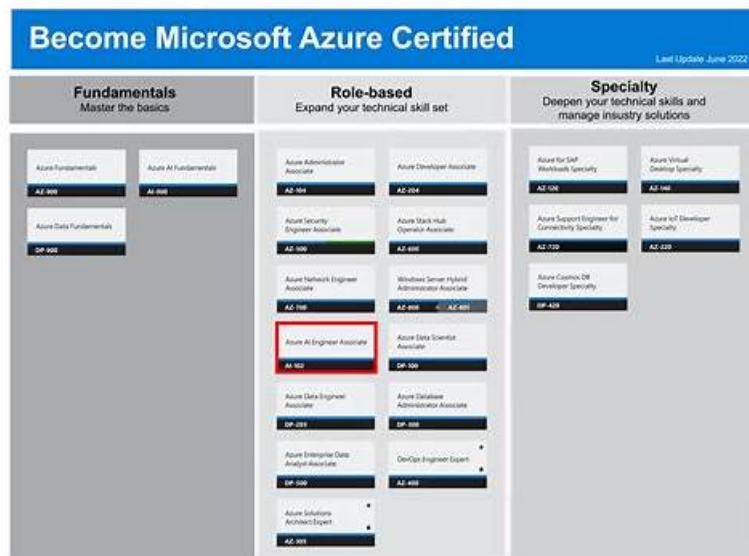 Become Microsoft Azure Certified
Last Update June 2022
Fundamentals
Master the basics
Role-based
Expand your technical skill set
Specialty
Deepen your technical skills and
manage insustry solutions
Azure Fundamentals
AZ-900
Azure AI Fundamentals
AI-900
Azure Data Fundamentals
DP-900
Azure Administrator
Associate
AZ-104
Azure Developer Associate
AZ-204
Azure Security
Engineer Associate
AZ-500
Azure Stack Hub
Operator Associate
AZ-600
Azure Network Engineer
Associate
AZ-700
Windows Server Hybrid
Administrator Associate
AZ-800 + AZ-801
Azure AI Engineer Associate
AI-102
Azure Data Scientist
Associate
DP-100
Azure Data Engineer
Associate
DP-203
Azure Database
Administrator Associate
DP-300
Azure Enterprise Data
Analyst Associate
DP-500
DevOps Engineer Expert
AZ-400
Azure Solutions
Architect Expert
AZ-305
Azure for SAP
Workloads Specialty
AZ-120
Azure Virtual
Desktop Specialty
AZ-140
Azure Support Engineer for
Connectivity Specialty
AZ-720
Azure IoT Developer
Specialty
AZ-220
Azure Cosmos DB
Developer Specialty
DP-420